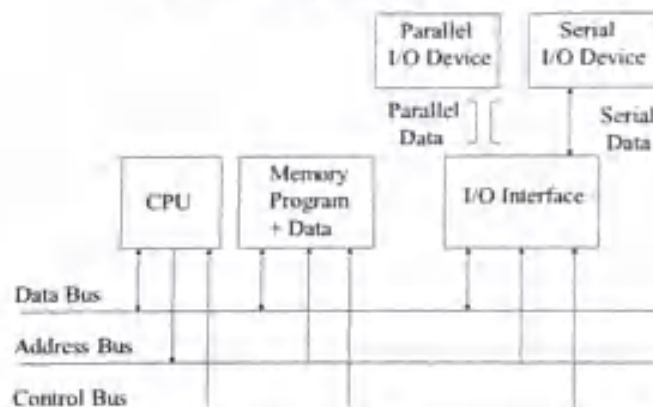 Parallel
I/O Device
Serial
I/O Device
Parallel
Data
Serial
Data
CPU
Memory
Program
+ Data
I/O Interface
Data Bus
Address Bus
Control Bus